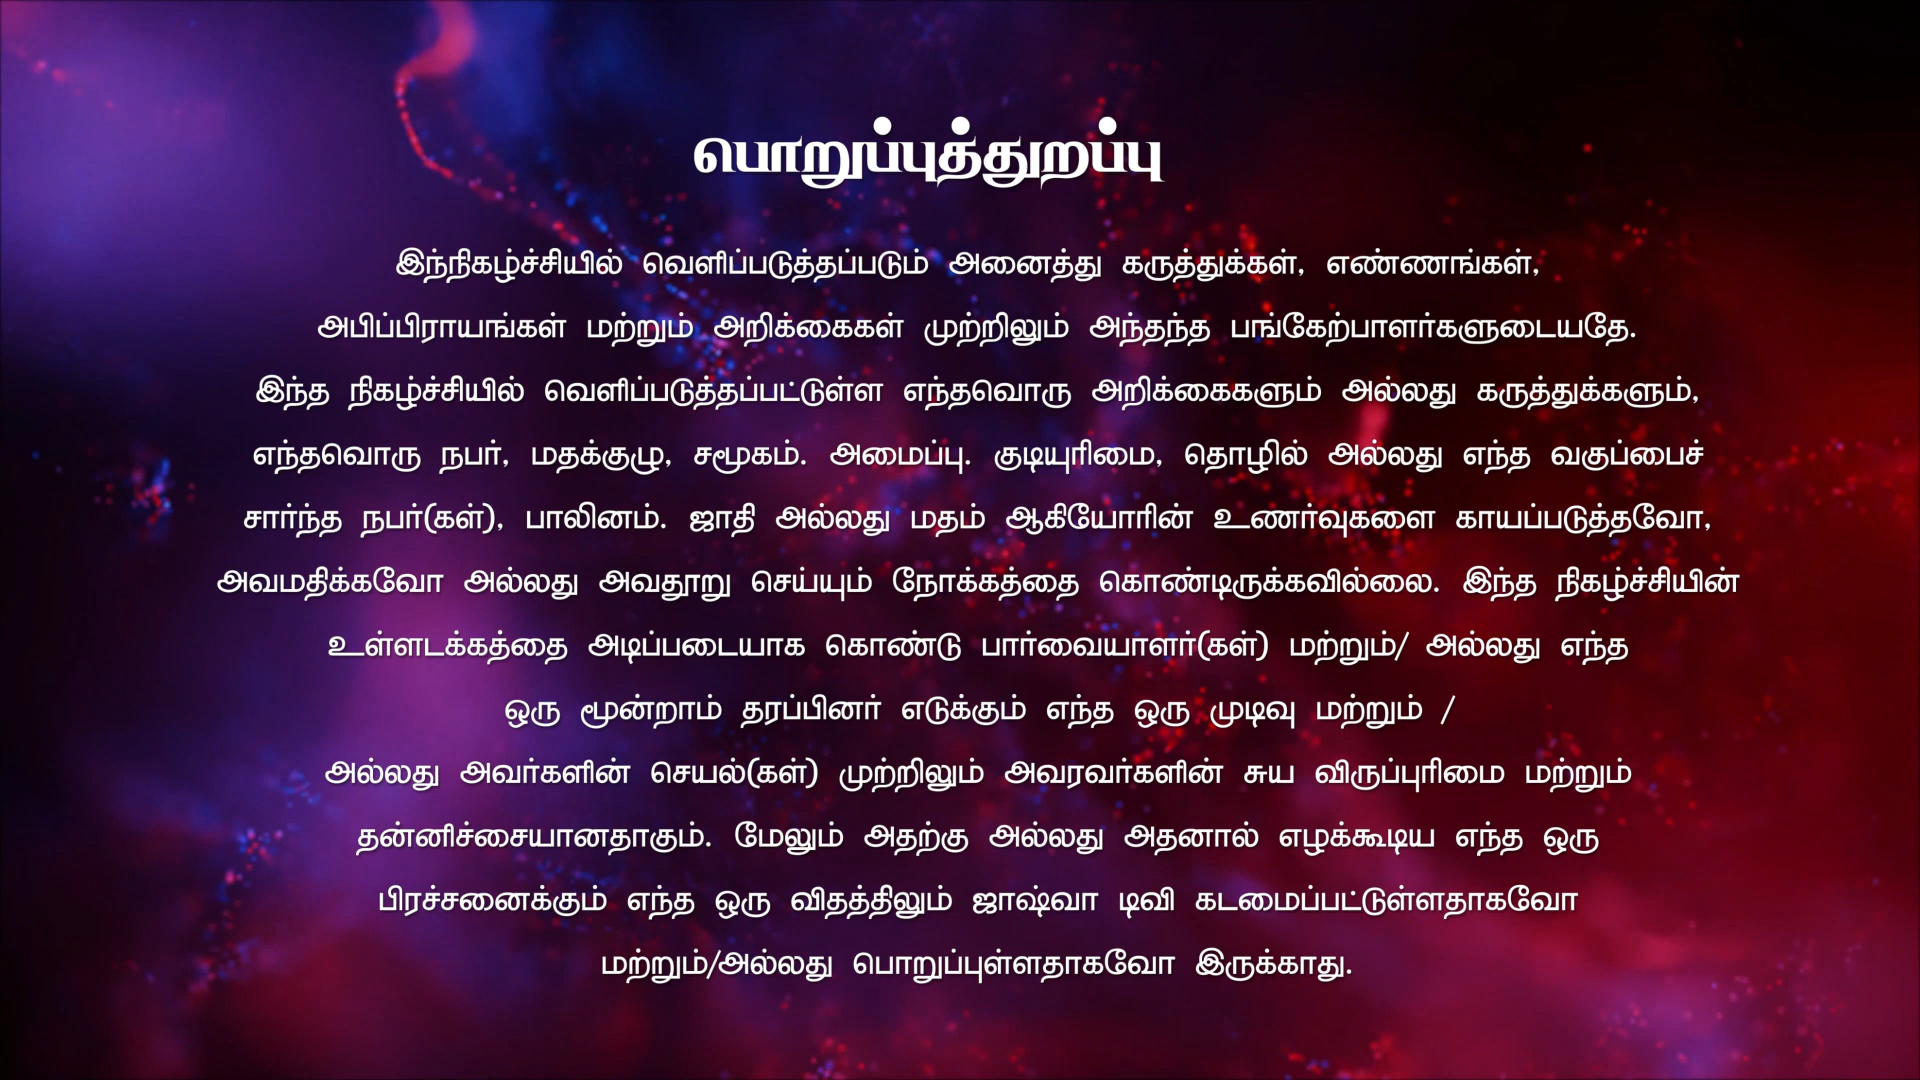 பொறுப்புத்துறப்பு
இந்நிகழ்ச்சியில் வெளிப்படுத்தப்படும் அனைத்து கருத்துக்கள், எண்ணங்கள்,
அபிப்பிராயங்கள் மற்றும் அறிக்கைகள் முற்றிலும் அந்தந்த பங்கேற்பாளர்களுடையதே.
இந்த நிகழ்ச்சியில் வெளிப்படுத்தப்பட்டுள்ள எந்தவொரு அறிக்கைகளும் அல்லது கருத்துக்களும்,
எந்தவொரு நபர், மதக்குழு, சமூகம். அமைப்பு. குடியுரிமை, தொழில் அல்லது எந்த வகுப்பைச்
சார்ந்த நபர்(கள்), பாலினம். ஜாதி அல்லது மதம் ஆகியோரின் உணர்வுகளை காயப்படுத்தவோ,
அவமதிக்கவோ அல்லது அவதூறு செய்யும் நோக்கத்தை கொண்டிருக்கவில்லை. இந்த நிகழ்ச்சியின்
உள்ளடக்கத்தை அடிப்படையாக கொண்டு பார்வையாளர்(கள்) மற்றும்/ அல்லது எந்த
ஒரு மூன்றாம் தரப்பினர் எடுக்கும் எந்த ஒரு முடிவு மற்றும் /
அல்லது அவர்களின் செயல்(கள்) முற்றிலும் அவரவர்களின் சுய விருப்புரிமை மற்றும்
தன்னிச்சையானதாகும். மேலும் அதற்கு அல்லது அதனால் எழக்கூடிய எந்த ஒரு
பிரச்சனைக்கும் எந்த ஒரு விதத்திலும் ஜாஷ்வா டிவி கடமைப்பட்டுள்ளதாகவோ
மற்றும்/அல்லது பொறுப்புள்ளதாகவோ இருக்காது.